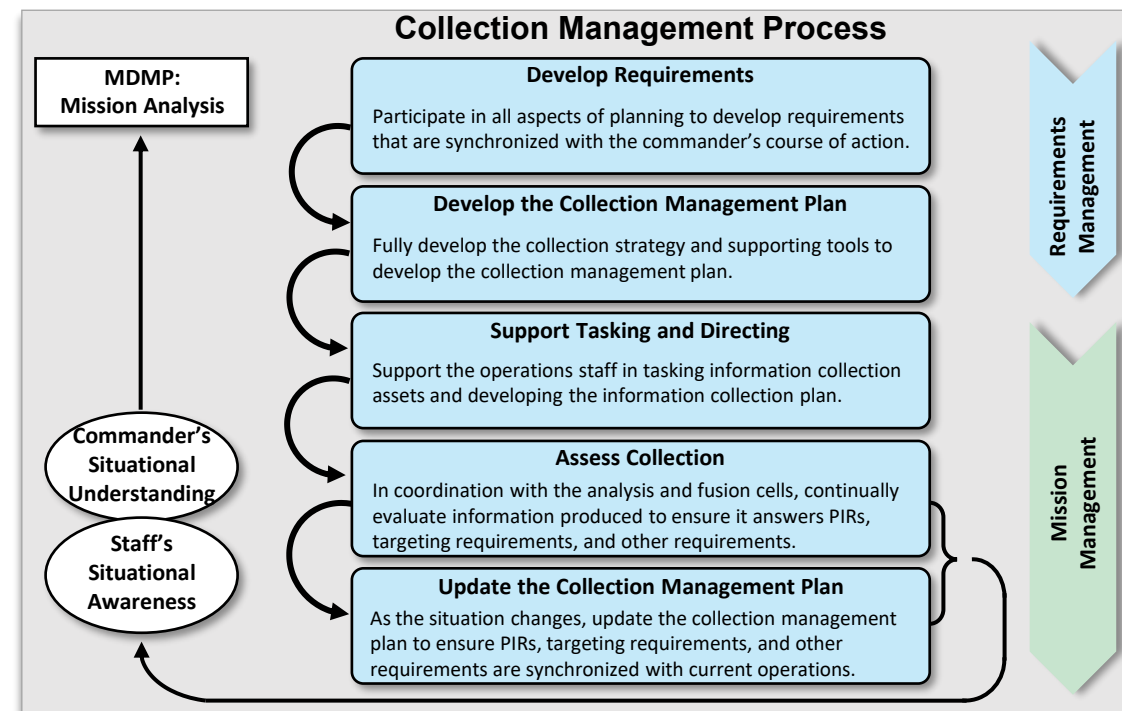 Collection Management Process
MDMP:
Mission Analysis
Develop Requirements
Participate in all aspects of planning to develop requirements
that are synchronized with the commander’s course of action.
Develop the Collection Management Plan
Fully develop the collection strategy and supporting tools to
develop the collection management plan.
Support Tasking and Directing
Support the operations staff in tasking information collection
assets and developing the information collection plan.
Assess Collection
In coordination with the analysis and fusion cells, continually
evaluate information produced to ensure it answers PIRs,
targeting requirements, and other requirements.
Update the Collection Management Plan
As the situation changes, update the collection management
plan to ensure PIRs, targeting requirements, and other
requirements are synchronized with current operations.
Commander’s
Situational
Understanding
Staff’s
Situational
Awareness
Requirements
Management
Mission
Management